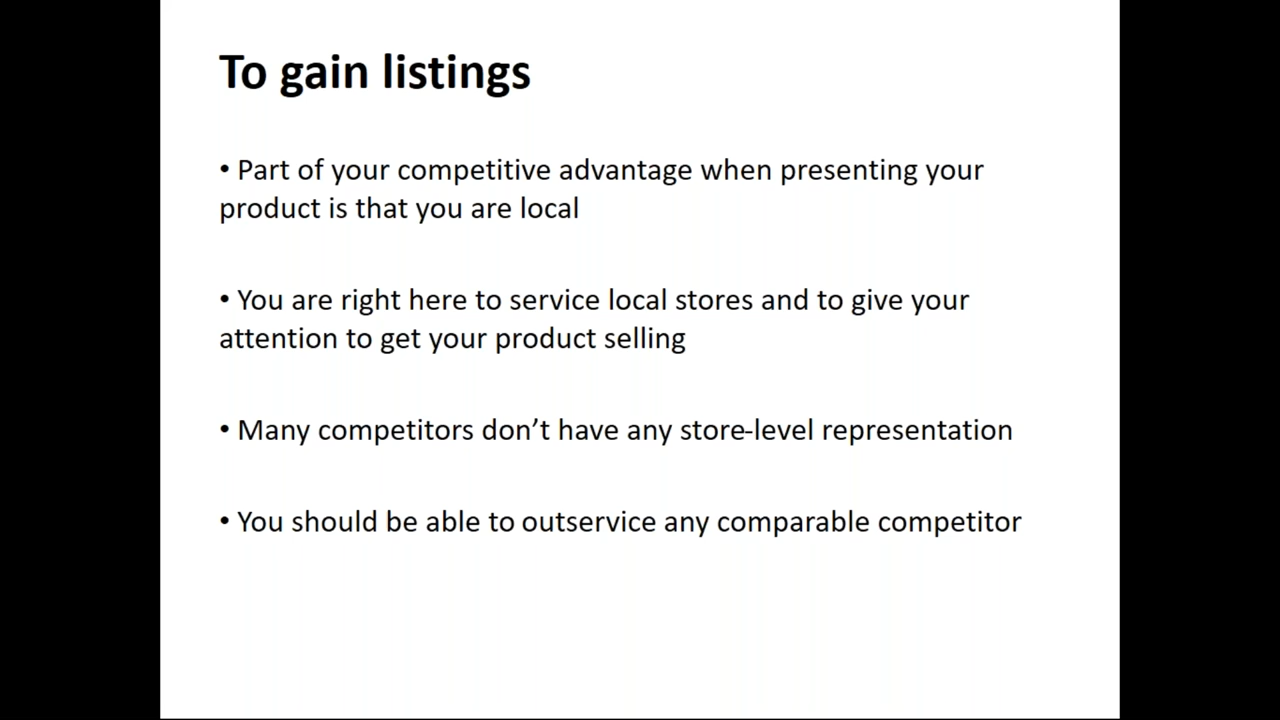 To gain listings
• Part of your competitive advantage when presenting your
product is that you are local
• You are right here to service local stores and to give your
attention to get your product selling
• Many competitors don’t have any store-level representation
• You should be able to outservice any comparable competitor